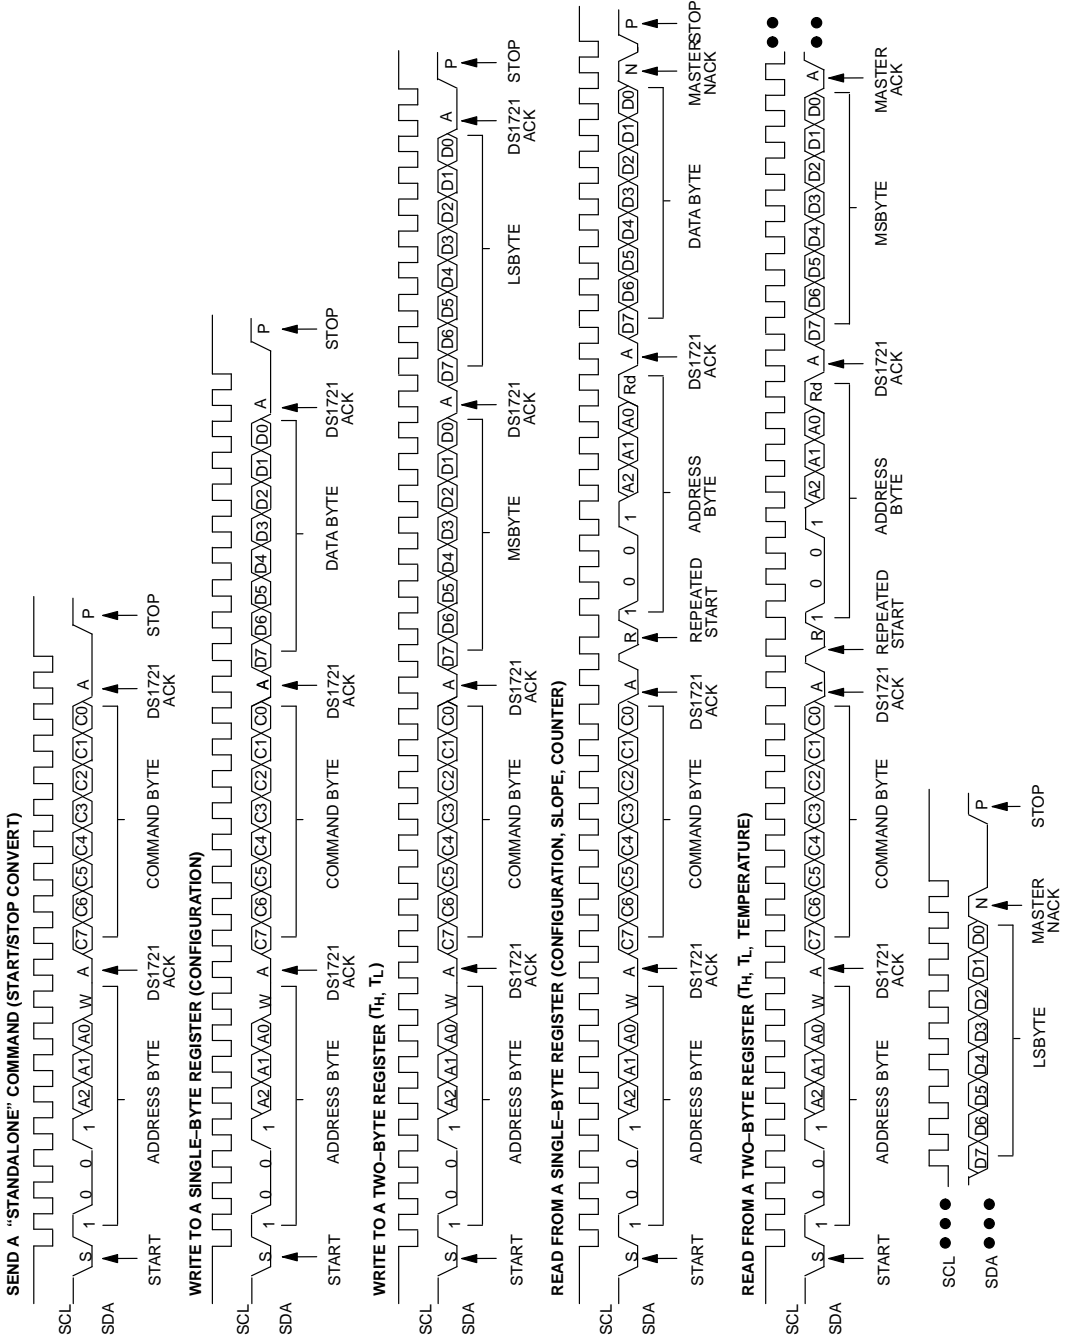 SEND A “STANDALONE” COMMAND (START/STOP CONVERT)
SCL
SDA
S 1 0 0 1 A2 A1 A0 W A C7 C6 C5 C4 C3 C2 C1 C0 A P
START ADDRESS BYTE DS1721 ACK COMMAND BYTE DS1721 ACK STOP
WRITE TO A SINGLE–BYTE REGISTER (CONFIGURATION)
SCL
SDA
S 1 0 0 1 A2 A1 A0 W A C7 C6 C5 C4 C3 C2 C1 C0 A D7 D6 D5 D4 D3 D2 D1 D0 A P
START ADDRESS BYTE DS1721 ACK COMMAND BYTE DS1721 ACK DATA BYTE DS1721 ACK STOP
WRITE TO A TWO–BYTE REGISTER (TH, TL)
SCL
SDA
S 1 0 0 1 A2 A1 A0 W A C7 C6 C5 C4 C3 C2 C1 C0 A D7 D6 D5 D4 D3 D2 D1 D0 A D7 D6 D5 D4 D3 D2 D1 D0 A P
START ADDRESS BYTE DS1721 ACK COMMAND BYTE DS1721 ACK MSBYTE DS1721 ACK LSBYTE DS1721 ACK STOP
READ FROM A SINGLE–BYTE REGISTER (CONFIGURATION, SLOPE, COUNTER)
SCL
SDA
S 1 0 0 1 A2 A1 A0 W A C7 C6 C5 C4 C3 C2 C1 C0 A R 1 0 0 1 A2 A1 A0 Rd A D7 D6 D5 D4 D3 D2 D1 D0 N P
START ADDRESS BYTE DS1721 ACK COMMAND BYTE DS1721 ACK REPEATED START ADDRESS BYTE DS1721 ACK DATA BYTE MASTER NACK STOP
READ FROM A TWO–BYTE REGISTER (TH, TL, TEMPERATURE)
SCL
SDA
S 1 0 0 1 A2 A1 A0 W A C7 C6 C5 C4 C3 C2 C1 C0 A R 1 0 0 1 A2 A1 A0 Rd A D7 D6 D5 D4 D3 D2 D1 D0 A
START ADDRESS BYTE DS1721 ACK COMMAND BYTE DS1721 ACK REPEATED START ADDRESS BYTE DS1721 ACK MSBYTE MASTER ACK
SCL
SDA
D7 D6 D5 D4 D3 D2 D1 D0 N P
LSBYTE MASTER NACK STOP